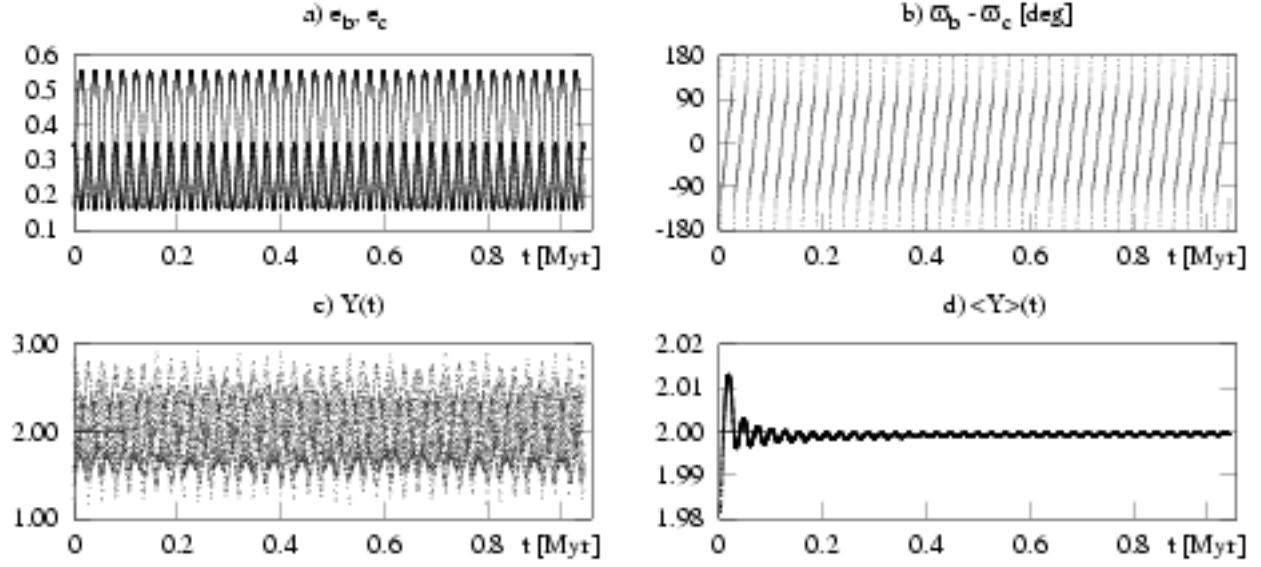 a) e_b, e_c
0.6
0.5
0.4
0.3
0.2
0.1
0 0.2 0.4 0.6 0.8 t [Myr]
b) ϖ_b - ϖ_c [deg]
180
90
0
-90
-180
0 0.2 0.4 0.6 0.8 t [Myr]
c) Y(t)
3.00
2.00
1.00
0 0.2 0.4 0.6 0.8 t [Myr]
d) <Y>(t)
2.02
2.01
2.00
1.99
1.98
0 0.2 0.4 0.6 0.8 t [Myr]